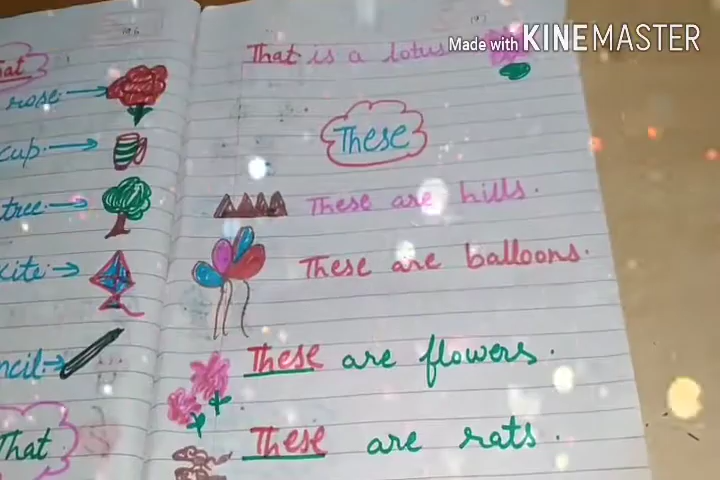 That
rose
cup
tree
kite
ncil
That
That is a lotus
These
These are hills.
These are balloons.
These are flowers.
These are rats.
Made with KINEMASTER